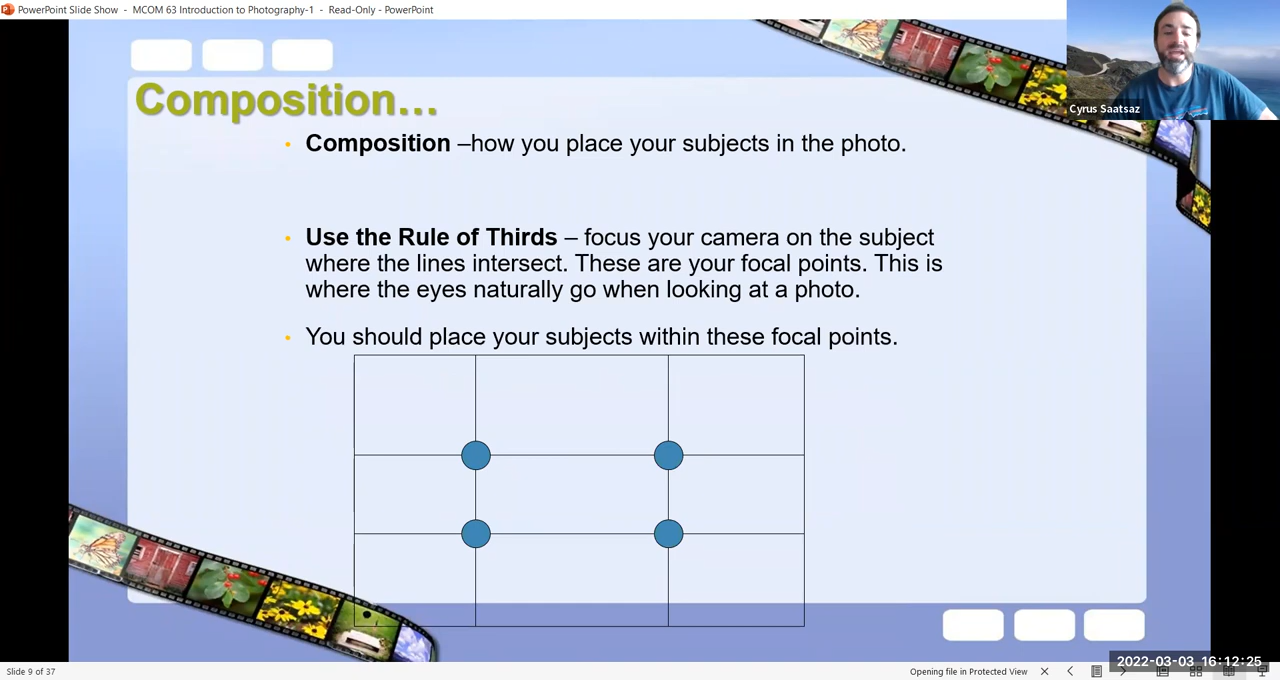 PowerPoint Slide Show - MCOM 63 Introduction to Photography-1 - Read-Only - PowerPoint
Cyrus Saatsaz
Composition…
• Composition –how you place your subjects in the photo.
• Use the Rule of Thirds – focus your camera on the subject
where the lines intersect. These are your focal points. This is
where the eyes naturally go when looking at a photo.
• You should place your subjects within these focal points.
Slide 9 of 37
Opening file in Protected View
2022-03-03 16:12:25